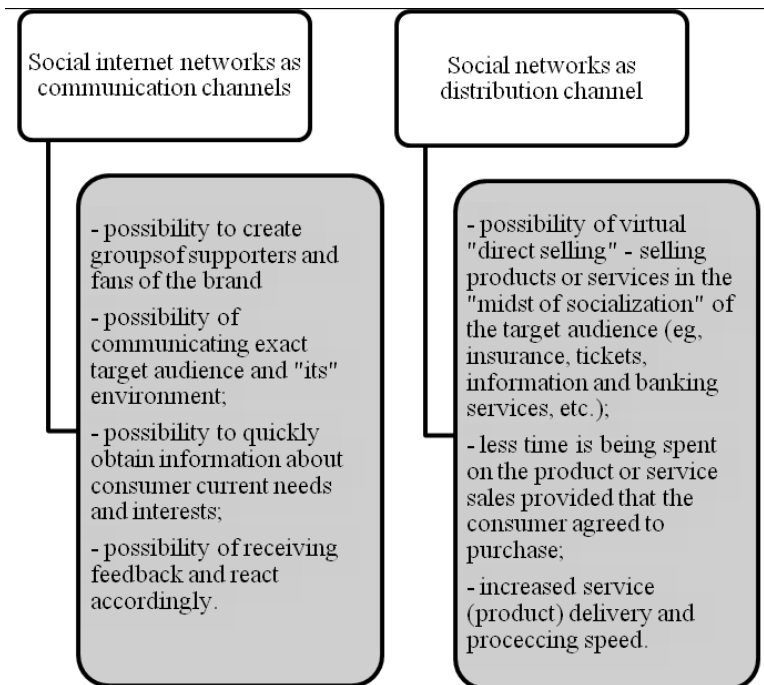 Social internet networks as
communication channels
- possibility to create
groupsof supporters and
fans of the brand
- possibility of
communicating exact
target audience and "its"
environment;
- possibility to quickly
obtain information about
consumer current needs
and interests;
- possibility of receiving
feedback and react
accordingly.
Social networks as
distribution channel
- possibility of virtual
"direct selling" - selling
products or services in the
"midst of socialization" of
the target audience (eg,
insurance, tickets,
information and banking
services, etc.);
- less time is being spent
on the product or service
sales provided that the
consumer agreed to
purchase;
- increased service
(product) delivery and
proceccing speed.